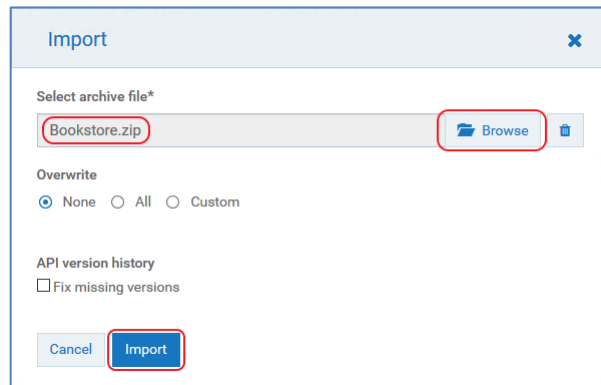 Import
Select archive file*
Bookstore.zip Browse
Overwrite
None All Custom
API version history
Fix missing versions
Cancel Import